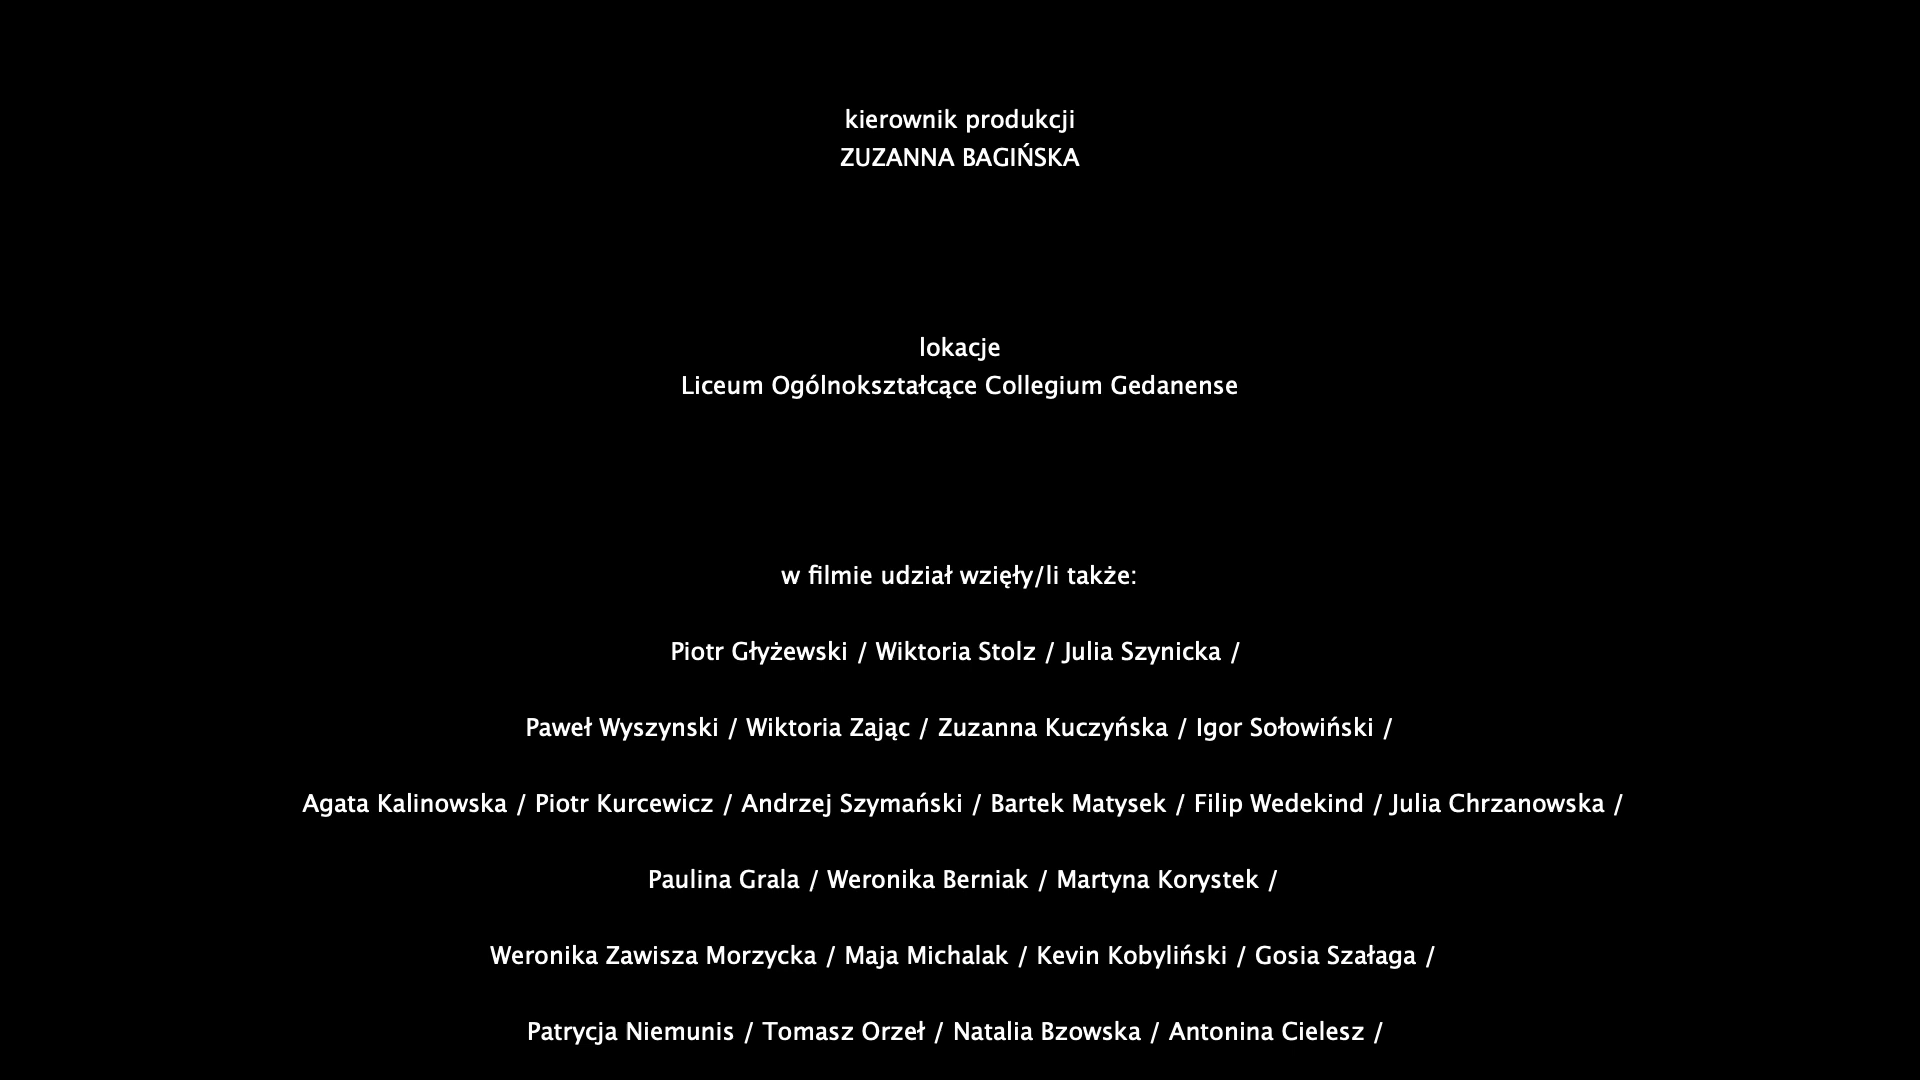 kierownik produkcji
ZUZANNA BAGIŃSKA
lokacje
Liceum Ogólnokształcące Collegium Gedanense
w filmie udział wzięły/li także:
Piotr Głyżewski / Wiktoria Stolz / Julia Szynicka /
Paweł Wyszynski / Wiktoria Zając / Zuzanna Kuczyńska / Igor Sołowiński /
Agata Kalinowska / Piotr Kurcewicz / Andrzej Szymański / Bartek Matysek / Filip Wedekind / Julia Chrzanowska /
Paulina Grala / Weronika Berniak / Martyna Korystek /
Weronika Zawisza Morzycka / Maja Michalak / Kevin Kobyliński / Gosia Szałaga /
Patrycja Niemunis / Tomasz Orzeł / Natalia Bzowska / Antonina Cielesz /